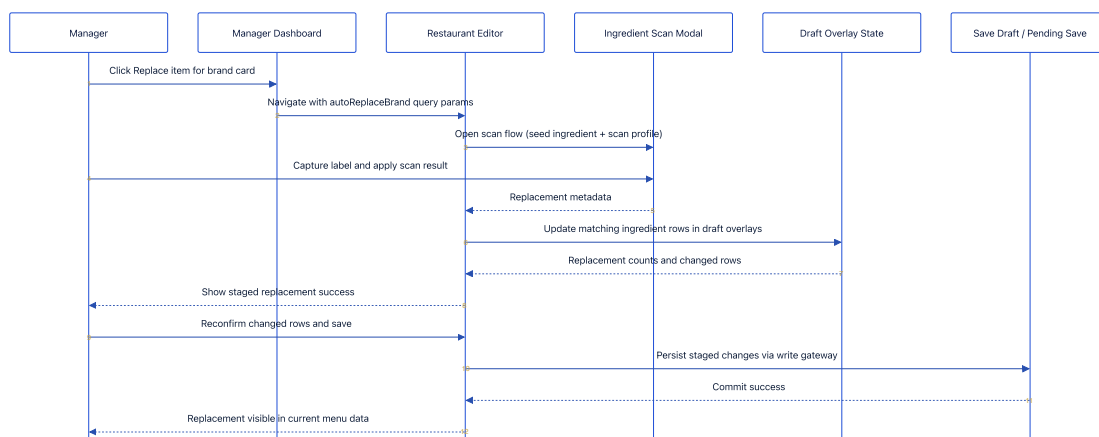 Manager
Manager Dashboard
Restaurant Editor
Ingredient Scan Modal
Draft Overlay State
Save Draft / Pending Save
Click Replace item for brand card
Navigate with autoReplaceBrand query params
Open scan flow (seed ingredient + scan profile)
Capture label and apply scan result
Replacement metadata
Update matching ingredient rows in draft overlays
Replacement counts and changed rows
Show staged replacement success
Reconfirm changed rows and save
Persist staged changes via write gateway
Commit success
Replacement visible in current menu data